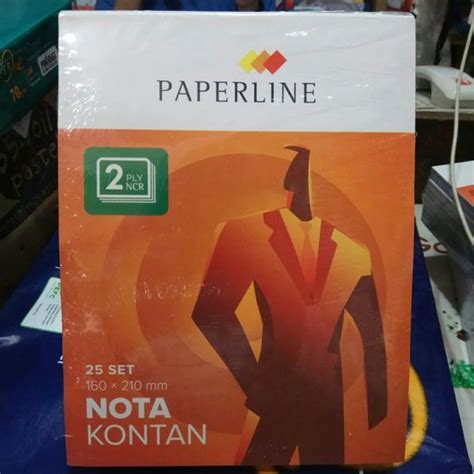 PAPERLINE
2 PLY
NCR
25 SET
160 × 210 mm
NOTA
KONTAN